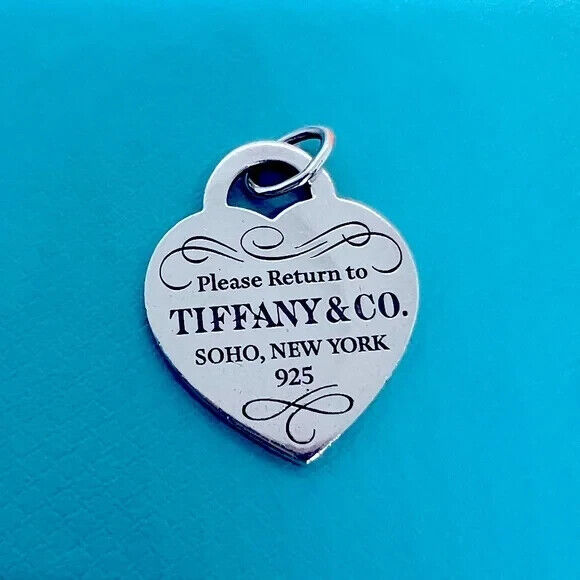 Please Return to
TIFFANY & CO.
SOHO, NEW YORK
925